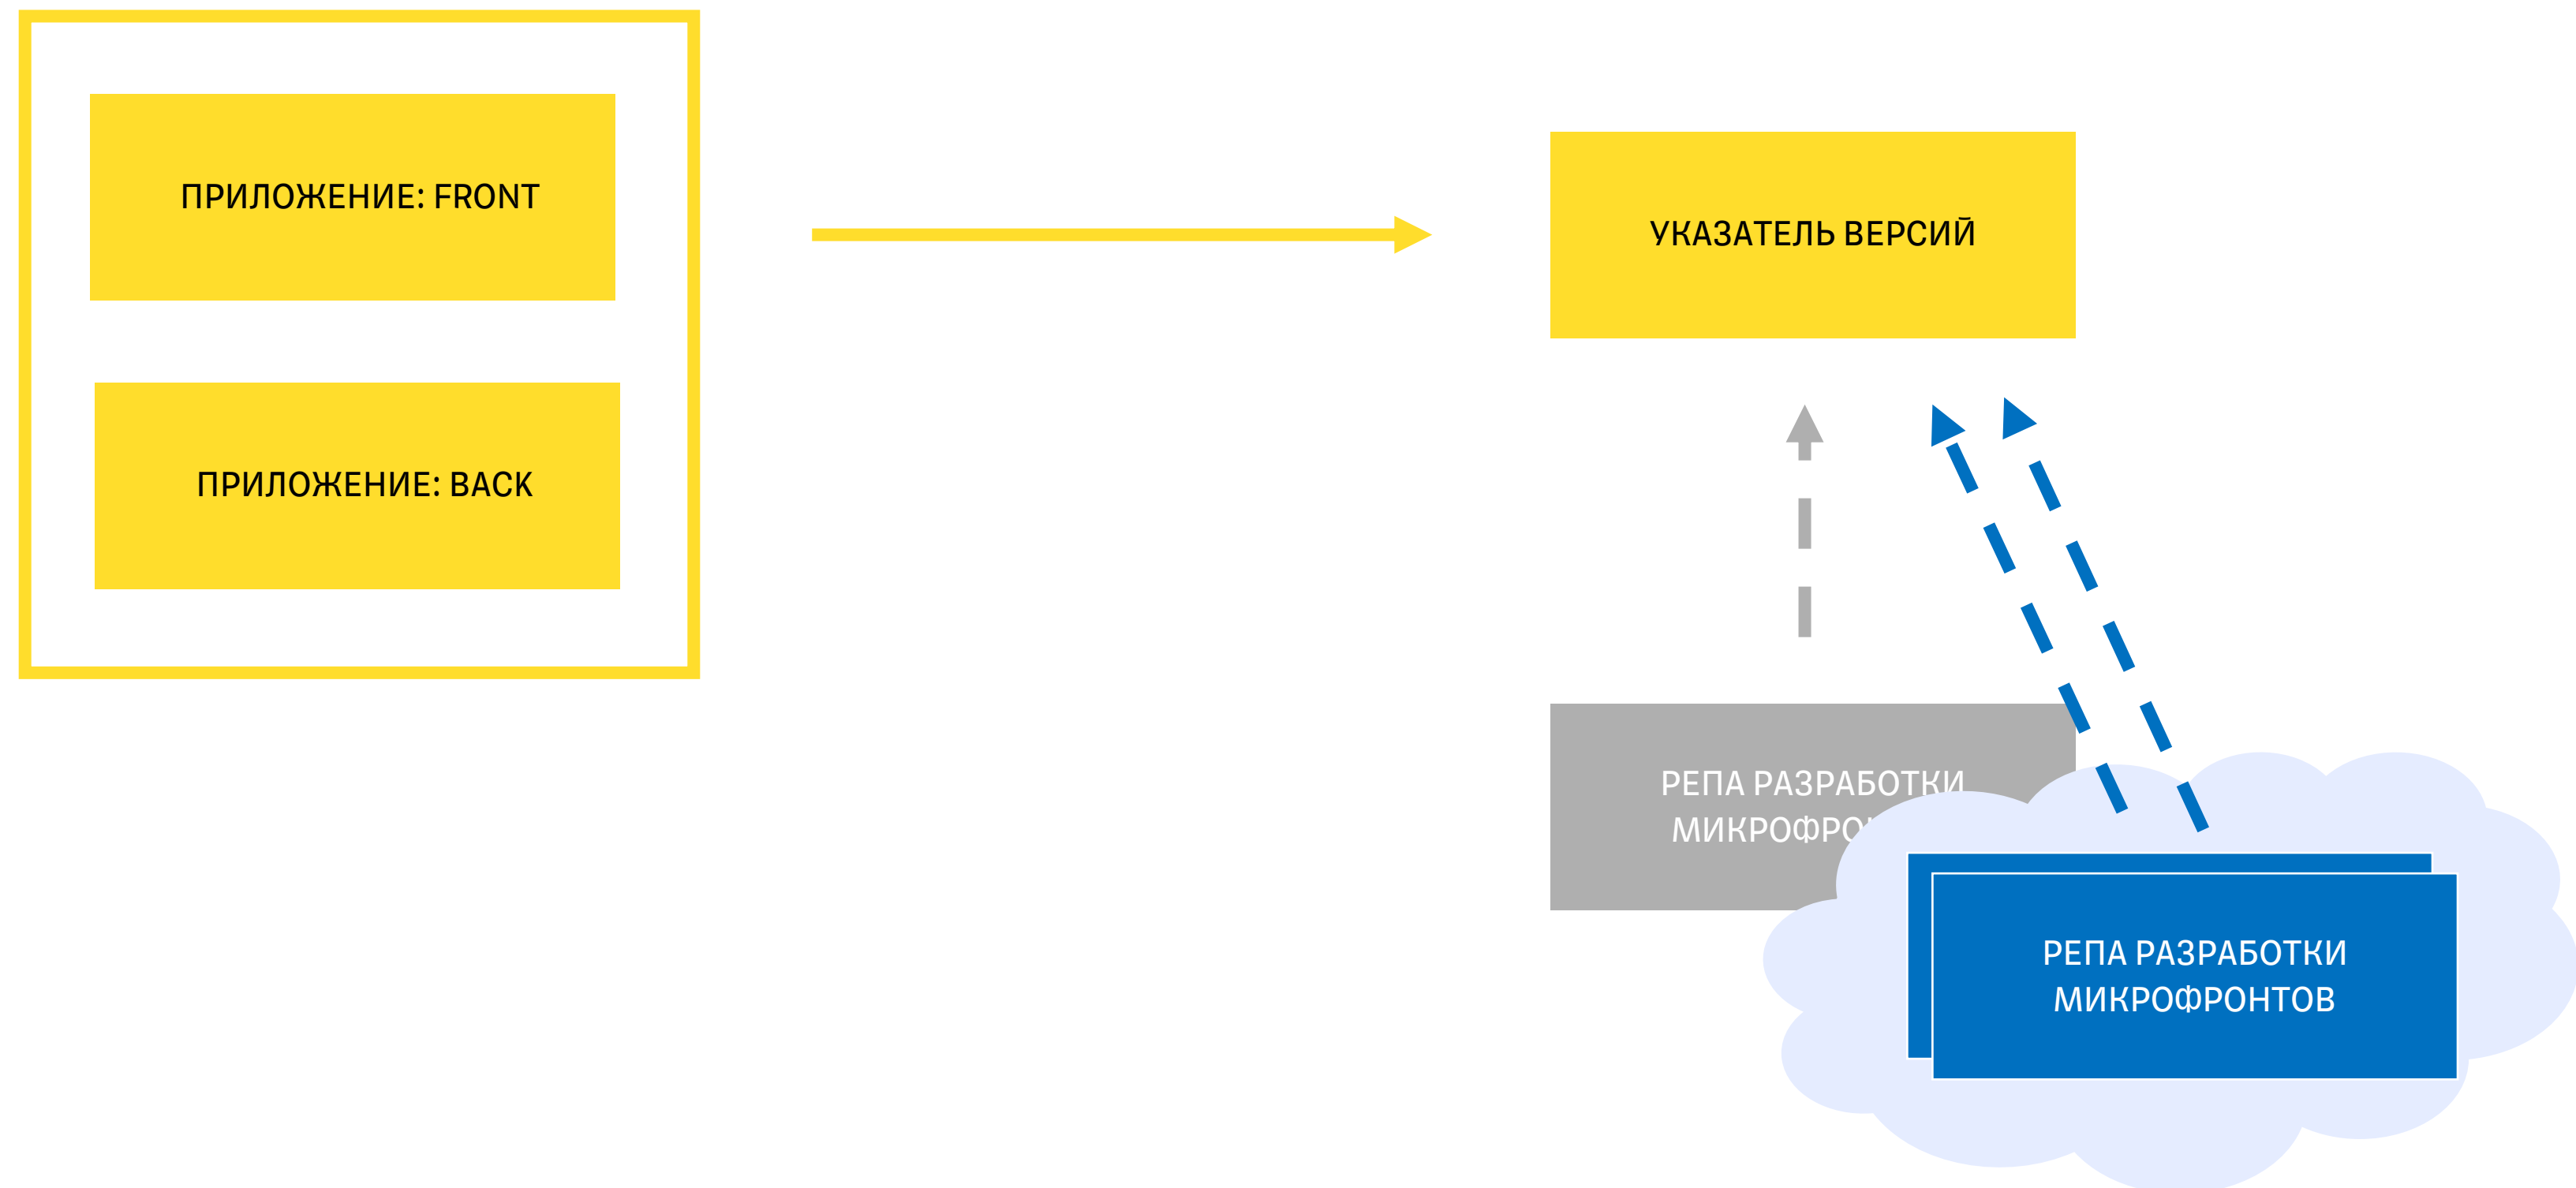 ПРИЛОЖЕНИЕ: FRONT
УКАЗАТЕЛЬ ВЕРСИЙ
ПРИЛОЖЕНИЕ: BACK
РЕПА РАЗРАБОТКИ
РЕПА РАЗРАБОТКИ
МИКРОФРОНТОВ